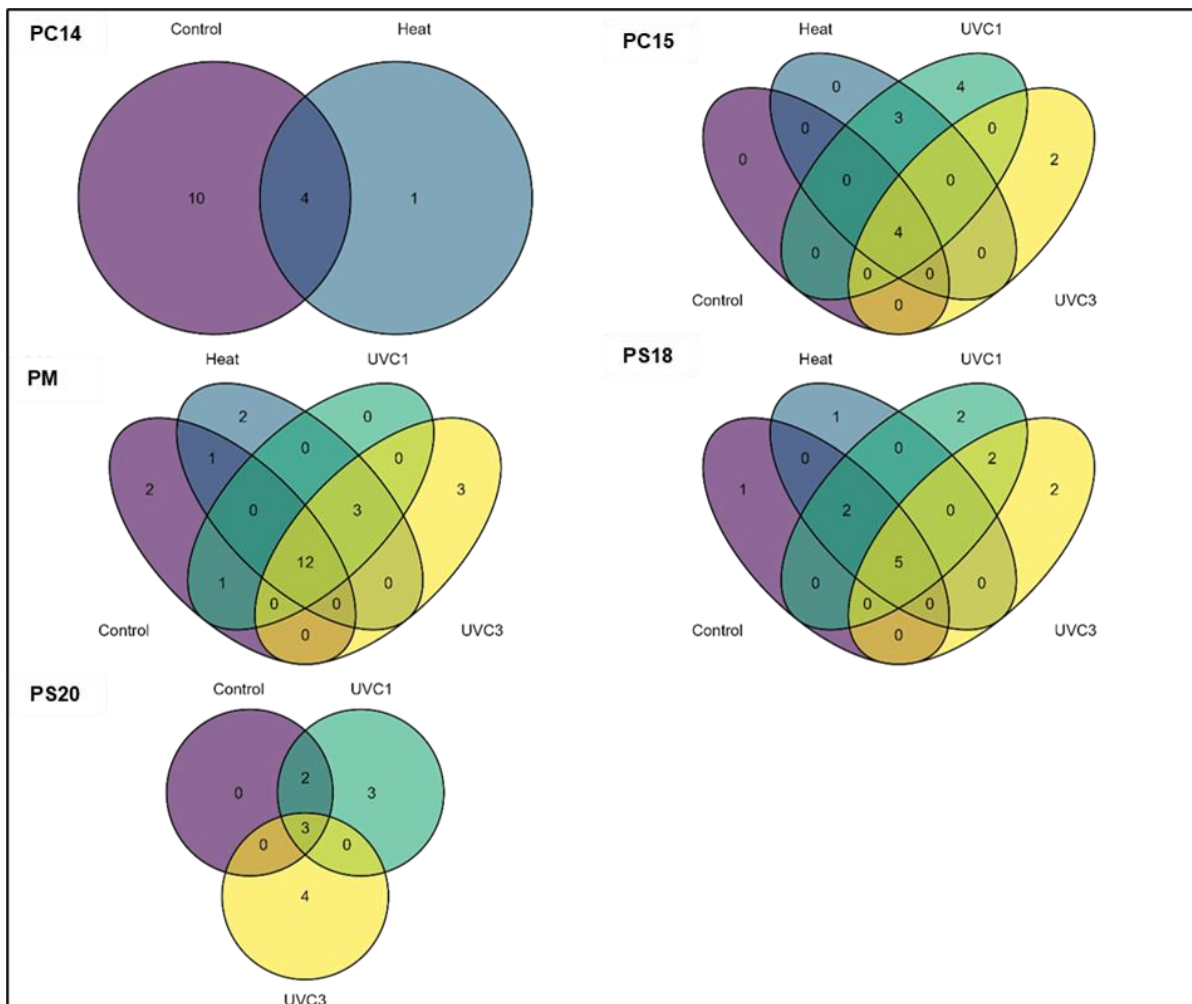 PC14
Control Heat
10 4 1
PC15
Heat UVC1
0 4
0 3 0
0 2
0 0
4
0 0
0 0
0
Control UVC3
PM
Heat UVC1
2 0
1 0 0
2 3
0 3
12
1 0
0 0
0
Control UVC3
PS18
Heat UVC1
1 2
0 0 2
1 2
2 0
5
0 0
0 0
0
Control UVC3
PS20
Control UVC1
2
0 3
3
0 0
4
UVC3